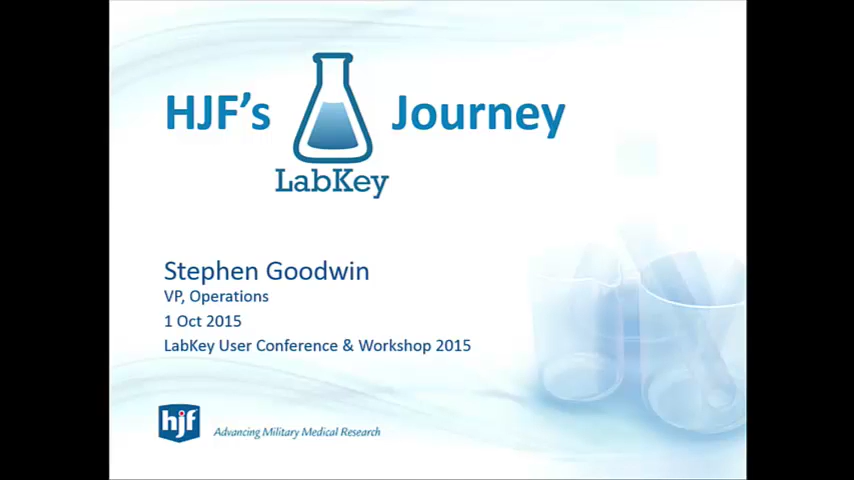 HJF's Journey
LabKey
Stephen Goodwin
VP, Operations
1 Oct 2015
LabKey User Conference & Workshop 2015
hjf Advancing Military Medical Research